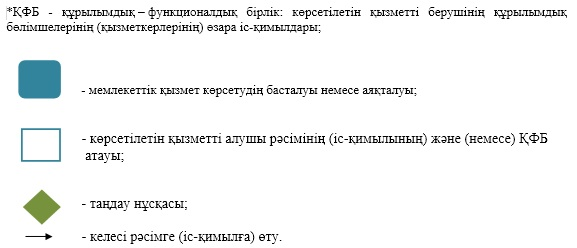 *ҚФБ - құрылымдық – функционалдық бірлік: көрсетілетін қызметті берушінің құрылымдық
бөлімшелерінің (қызметкерлерінің) өзара іс-қимылдары;
- мемлекеттік қызмет көрсетудің басталуы немесе аяқталуы;
- көрсетілетін қызметті алушы рәсімінің (іс-қимылының) және (немесе) ҚФБ
атауы;
- таңдау нұсқасы;
- келесі рәсімге (іс-қимылға) өту.